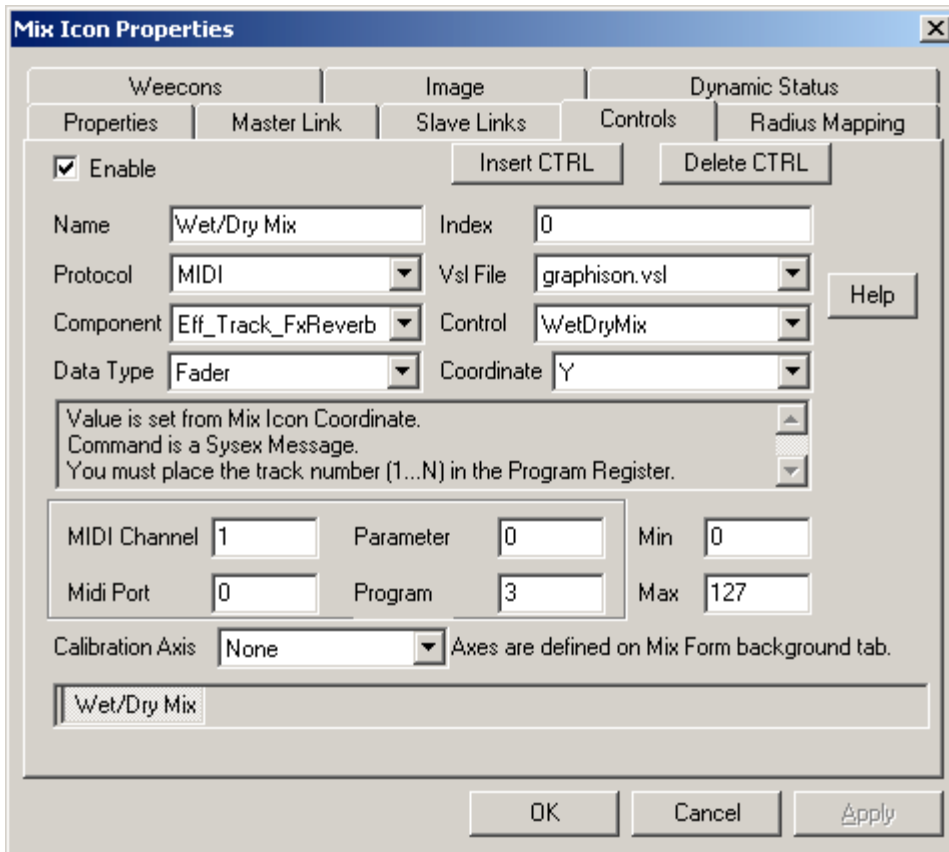 Mix Icon Properties
Weecons Image Dynamic Status
Properties Master Link Slave Links Controls Radius Mapping
Enable Insert CTRL Delete CTRL
Name Wet/Dry Mix Index 0
Protocol MIDI Vsl File graphison.vsl
Help
Component Eff_Track_FxReverb Control WetDryMix
Data Type Fader Coordinate Y
Value is set from Mix Icon Coordinate.
Command is a Sysex Message.
You must place the track number (1...N) in the Program Register.
MIDI Channel 1 Parameter 0 Min 0
Midi Port 0 Program 3 Max 127
Calibration Axis None Axes are defined on Mix Form background tab.
Wet/Dry Mix
OK Cancel Apply